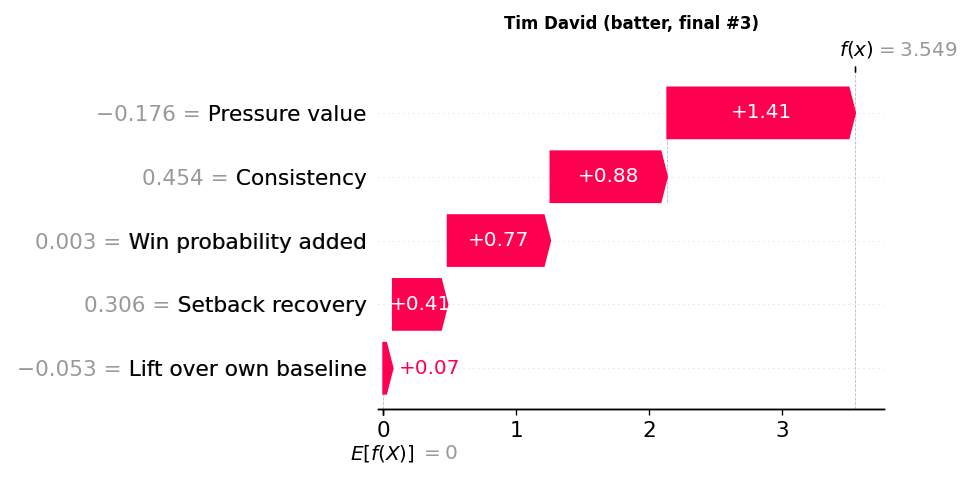 Tim David (batter, final #3)
f(x) = 3.549
−0.176 = Pressure value
+1.41
0.454 = Consistency
+0.88
0.003 = Win probability added
+0.77
0.306 = Setback recovery
+0.41
−0.053 = Lift over own baseline
+0.07
0 1 2 3
E[f(X)] = 0